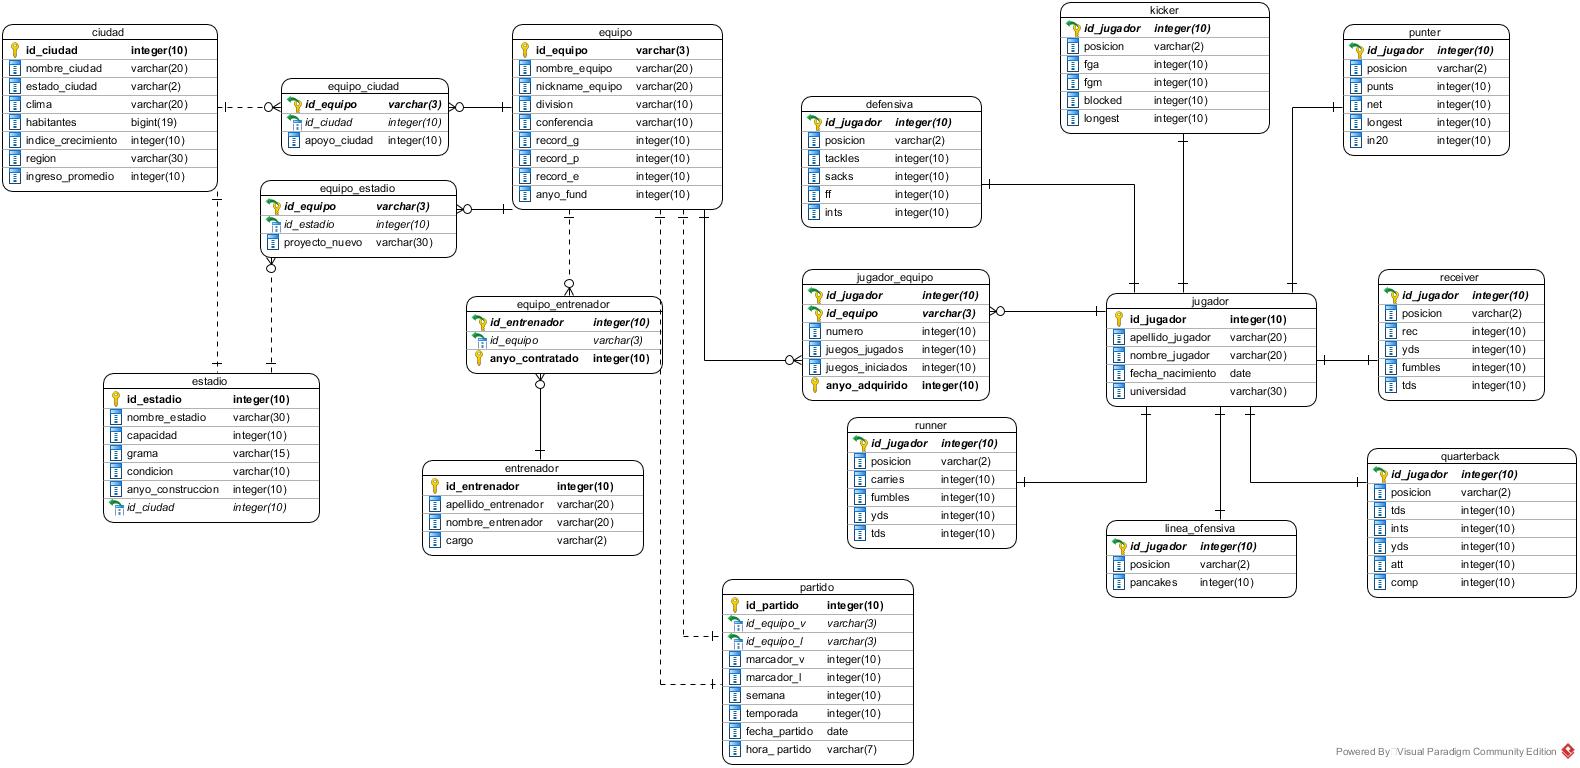 ciudad
id_ciudad integer(10)
nombre_ciudad varchar(20)
estado_ciudad varchar(2)
clima varchar(20)
habitantes bigint(19)
indice_crecimiento integer(10)
region varchar(30)
ingreso_promedio integer(10)
equipo_ciudad
id_equipo varchar(3)
id_ciudad integer(10)
apoyo_ciudad integer(10)
equipo
id_equipo varchar(3)
nombre_equipo varchar(20)
nickname_equipo varchar(20)
division varchar(10)
conferencia varchar(10)
record_g integer(10)
record_p integer(10)
record_e integer(10)
anyo_fund integer(10)
equipo_estadio
id_equipo varchar(3)
id_estadio integer(10)
proyecto_nuevo varchar(30)
equipo_entrenador
id_entrenador integer(10)
id_equipo varchar(3)
anyo_contratado integer(10)
estadio
id_estadio integer(10)
nombre_estadio varchar(30)
capacidad integer(10)
grama varchar(15)
condicion varchar(10)
anyo_construccion integer(10)
id_ciudad integer(10)
entrenador
id_entrenador integer(10)
apellido_entrenador varchar(20)
nombre_entrenador varchar(20)
cargo varchar(2)
partido
id_partido integer(10)
id_equipo_v varchar(3)
id_equipo_l varchar(3)
marcador_v integer(10)
marcador_l integer(10)
semana integer(10)
temporada integer(10)
fecha_partido date
hora_ partido varchar(7)
defensiva
id_jugador integer(10)
posicion varchar(2)
tackles integer(10)
sacks integer(10)
ff integer(10)
ints integer(10)
kicker
id_jugador integer(10)
posicion varchar(2)
fga integer(10)
fgm integer(10)
blocked integer(10)
longest integer(10)
punter
id_jugador integer(10)
posicion varchar(2)
punts integer(10)
net integer(10)
longest integer(10)
in20 integer(10)
jugador_equipo
id_jugador integer(10)
id_equipo varchar(3)
numero integer(10)
juegos_jugados integer(10)
juegos_iniciados integer(10)
anyo_adquirido integer(10)
jugador
id_jugador integer(10)
apellido_jugador varchar(20)
nombre_jugador varchar(20)
fecha_nacimiento date
universidad varchar(30)
receiver
id_jugador integer(10)
posicion varchar(2)
rec integer(10)
yds integer(10)
fumbles integer(10)
tds integer(10)
runner
id_jugador integer(10)
posicion varchar(2)
carries integer(10)
fumbles integer(10)
yds integer(10)
tds integer(10)
linea_ofensiva
id_jugador integer(10)
posicion varchar(2)
pancakes integer(10)
quarterback
id_jugador integer(10)
posicion varchar(2)
tds integer(10)
ints integer(10)
yds integer(10)
att integer(10)
comp integer(10)
Powered By Visual Paradigm Community Edition